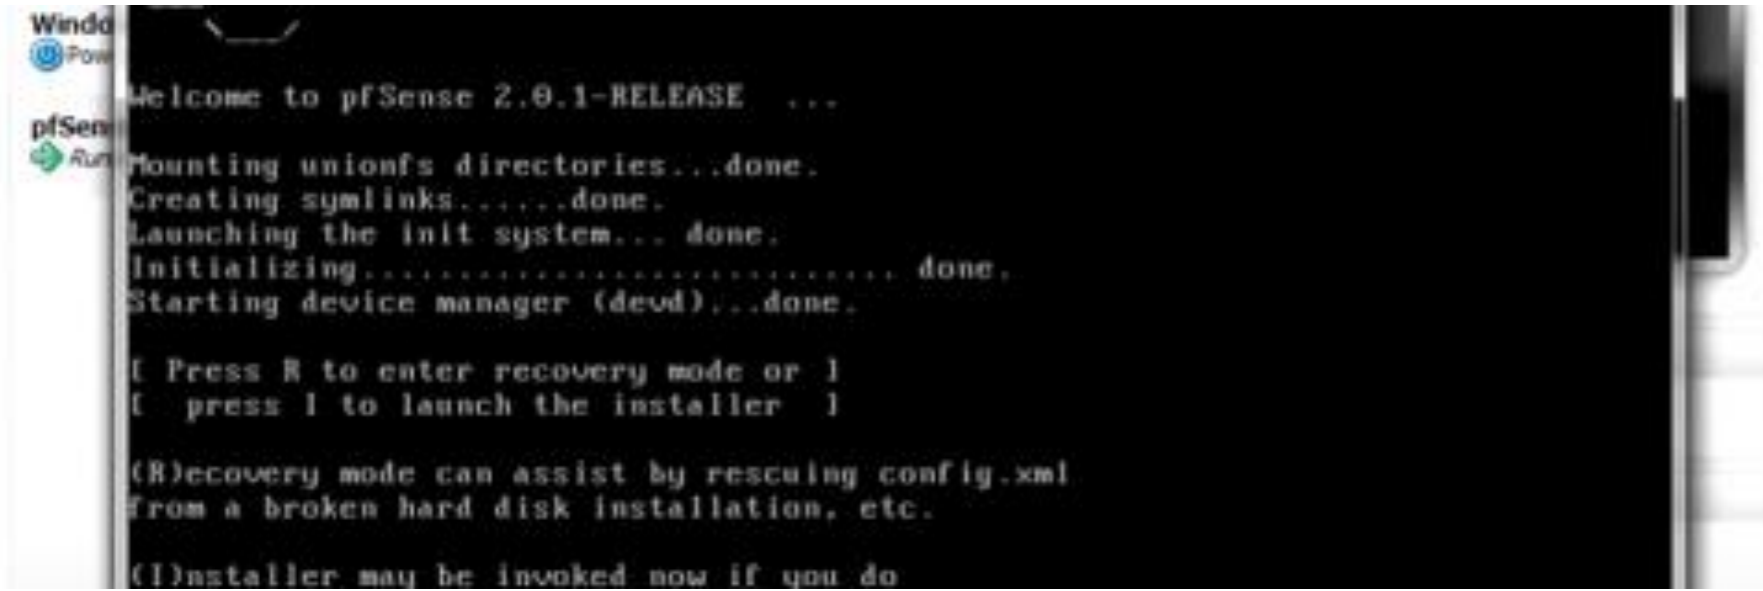 Windo
Pow
pfSen
Run
Welcome to pfSense 2.0.1-RELEASE ...
Mounting unionfs directories...done.
Creating symlinks......done.
Launching the init system... done.
Initializing............................ done.
Starting device manager (devd)...done.
[ Press R to enter recovery mode or ]
[  press I to launch the installer  ]
(R)ecovery mode can assist by rescuing config.xml
from a broken hard disk installation, etc.
(I)nstaller may be invoked now if you do